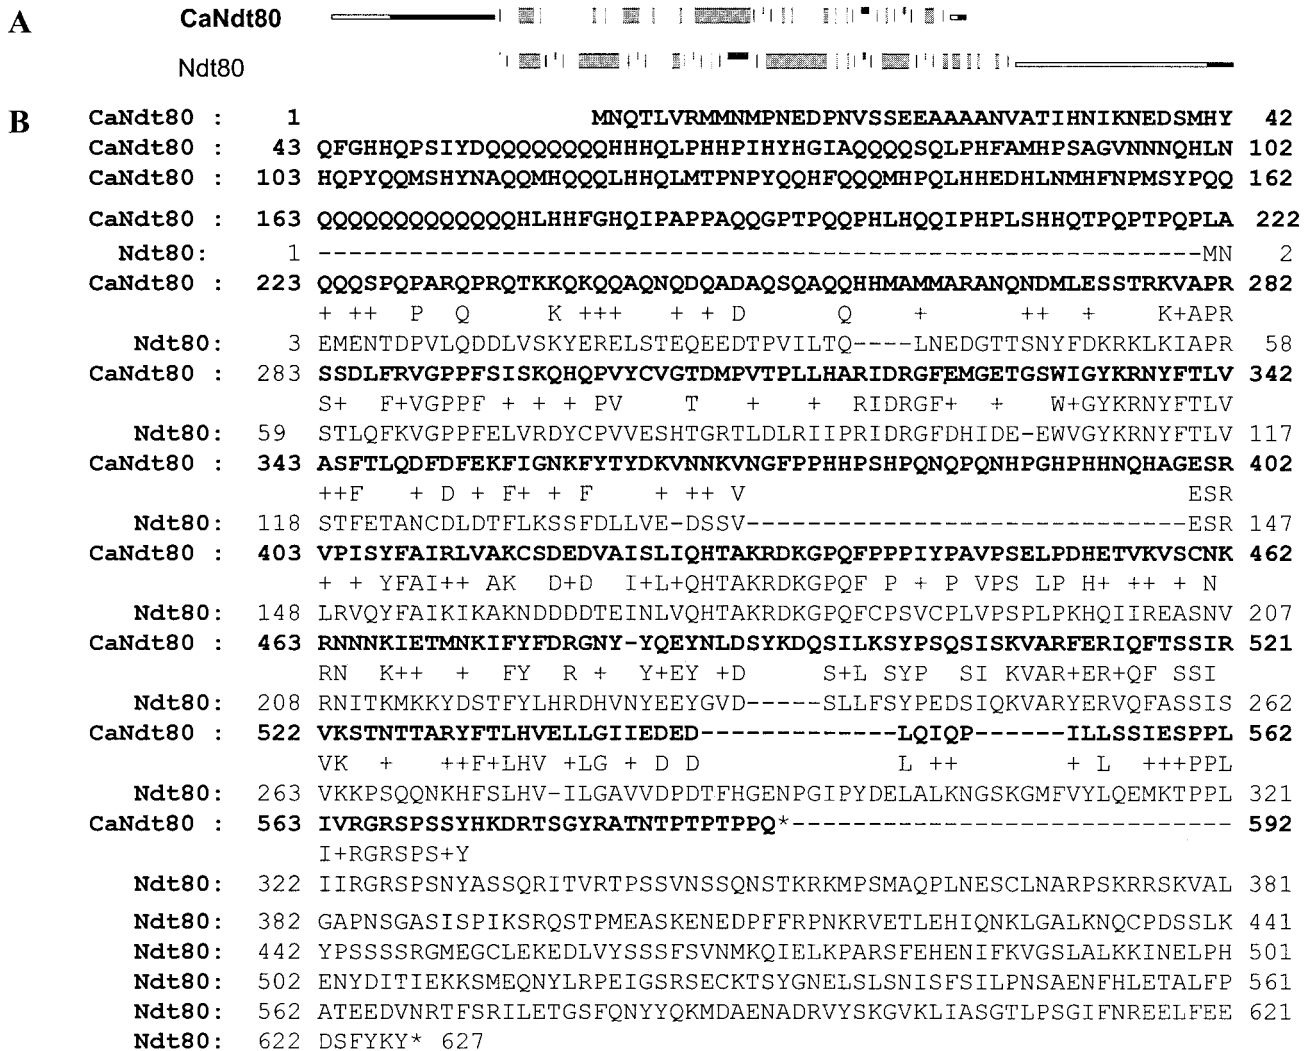 A CaNdt80
Ndt80
B CaNdt80 : 1 MNQTLVRMMNMPNEDPNVSSEEAAAANVATIHNIKNEDSMHY 42
CaNdt80 : 43 QFGHHQPSIYDQQQQQQQQHHHQLPHHPIHYHGIAQQQQSQLPHFAMHPSAGVNNNQHLN 102
CaNdt80 : 103 HQPYQQMSHYNAQQMHQQQLHHQLMTPNPYQQHFQQQMHPQLHHEDHLNMHFNPMSYPQQ 162
CaNdt80 : 163 QQQQQQQQQQQQQHLHHFGHQIPAPPAQQGPTPQQPHLHQQIPHPLSHHQTPQPTPQPLA 222
Ndt80: 1 ----------------------------------------------------------MN 2
CaNdt80 : 223 QQQSPQPARQPRQTKKQKQQAQNQDQADAQSQAQQHHMAMMARANQNDMLESSTRKVAPR 282
+ ++  P  Q     K +++   + + D      Q    +      ++  +    K+APR
Ndt80: 3 EMENTDPVLQDDLVSKYERELSTEQEEDTPVILTQ----LNEDGTTSNYFDKRKLKIAPR 58
CaNdt80 : 283 SSDLFRVGPPFSISKQHQPVYCVGTDMPVTPLLHARIDRGFEMGETGSWIGYKRNYFTLV 342
S+  F+VGPPF + + + PV    T   +   +  RIDRGF+  +   W+GYKRNYFTLV
Ndt80: 59 STLQFKVGPPFELVRDYCPVVESHTGRTLDLRIIPRIDRGFDHIDE-EWVGYKRNYFTLV 117
CaNdt80 : 343 ASFTLQDFDFEKFIGNKFYTYDKVNNKVNGFPPHHPSHPQNQPQNHPGHPHHNQHAGESR 402
++F   + D + F+ + F    + ++ V                             ESR
Ndt80: 118 STFETANCDLDTFLKSSFDLLVE-DSSV-----------------------------ESR 147
CaNdt80 : 403 VPISYFAIRLVAKCSDEDVAISLIQHTAKRDKGPQFPPPIYPAVPSELPDHETVKVSCNK 462
+ + YFAI++ AK  D+D  I+L+QHTAKRDKGPQF P + P VPS LP H+ ++ + N
Ndt80: 148 LRVQYFAIKIKAKNDDDDTEINLVQHTAKRDKGPQFCPSVCPLVPSPLPKHQIIREASNV 207
CaNdt80 : 463 RNNNKIETMNKIFYFDRGNY-YQEYNLDSYKDQSILKSYPSQSISKVARFERIQFTSSIR 521
RN  K++  +  FY  R +  Y+EY +D     S+L SYP  SI KVAR+ER+QF SSI
Ndt80: 208 RNITKMKKYDSTFYLHRDHVNYEEYGVD-----SLLFSYPEDSIQKVARYERVQFASSIS 262
CaNdt80 : 522 VKSTNTTARYFTLHVELLGIIEDED-------------LQIQP------ILLSSIESPPL 562
VK  +   ++F+LHV +LG + D D             L ++       + L  +++PPL
Ndt80: 263 VKKPSQQNKHFSLHV-ILGAVVDPDTFHGENPGIPYDELALKNGSKGMFVYLQEMKTPPL 321
CaNdt80 : 563 IVRGRSPSSYHKDRTSGYRATNTPTPTPPQ*----------------------------- 592
I+RGRSPS+Y
Ndt80: 322 IIRGRSPSNYASSQRITVRTPSSVNSSQNSTKRKMPSMAQPLNESCLNARPSKRRSKVAL 381
Ndt80: 382 GAPNSGASISPIKSRQSTPMEASKENEDPFFRPNKRVETLEHIQNKLGALKNQCPDSSLK 441
Ndt80: 442 YPSSSSRGMEGCLEKEDLVYSSSFSVNMKQIELKPARSFEHENIFKVGSLALKKINELPH 501
Ndt80: 502 ENYDITIEKKSMEQNYLRPEIGSRSECKTSYGNELSLSNISFSILPNSAENFHLETALFP 561
Ndt80: 562 ATEEDVNRTFSRILETGSFQNYYQKMDAENADRVYSKGVKLIASGTLPSGIFNREELFEE 621
Ndt80: 622 DSFYKY* 627